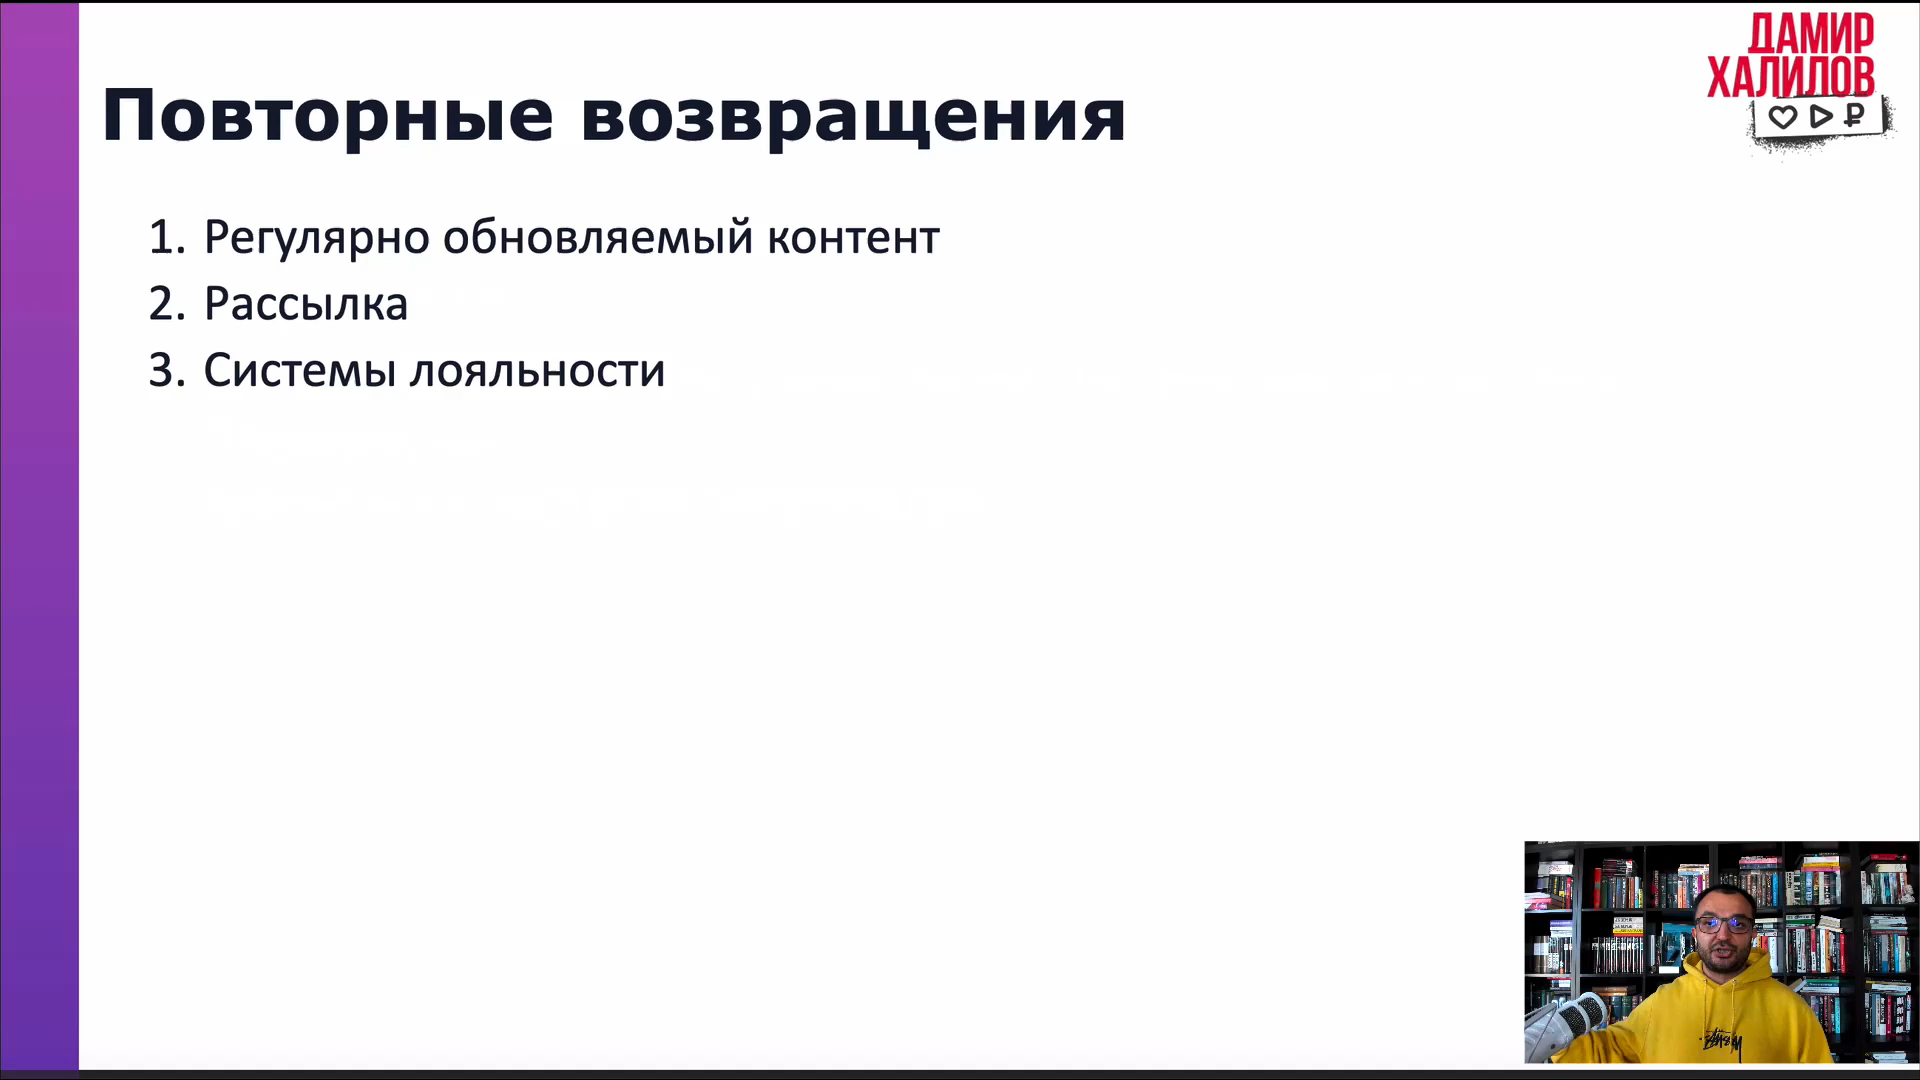 ДАМИР
ХАЛИЛОВ
Повторные возвращения
1. Регулярно обновляемый контент
2. Рассылка
3. Системы лояльности